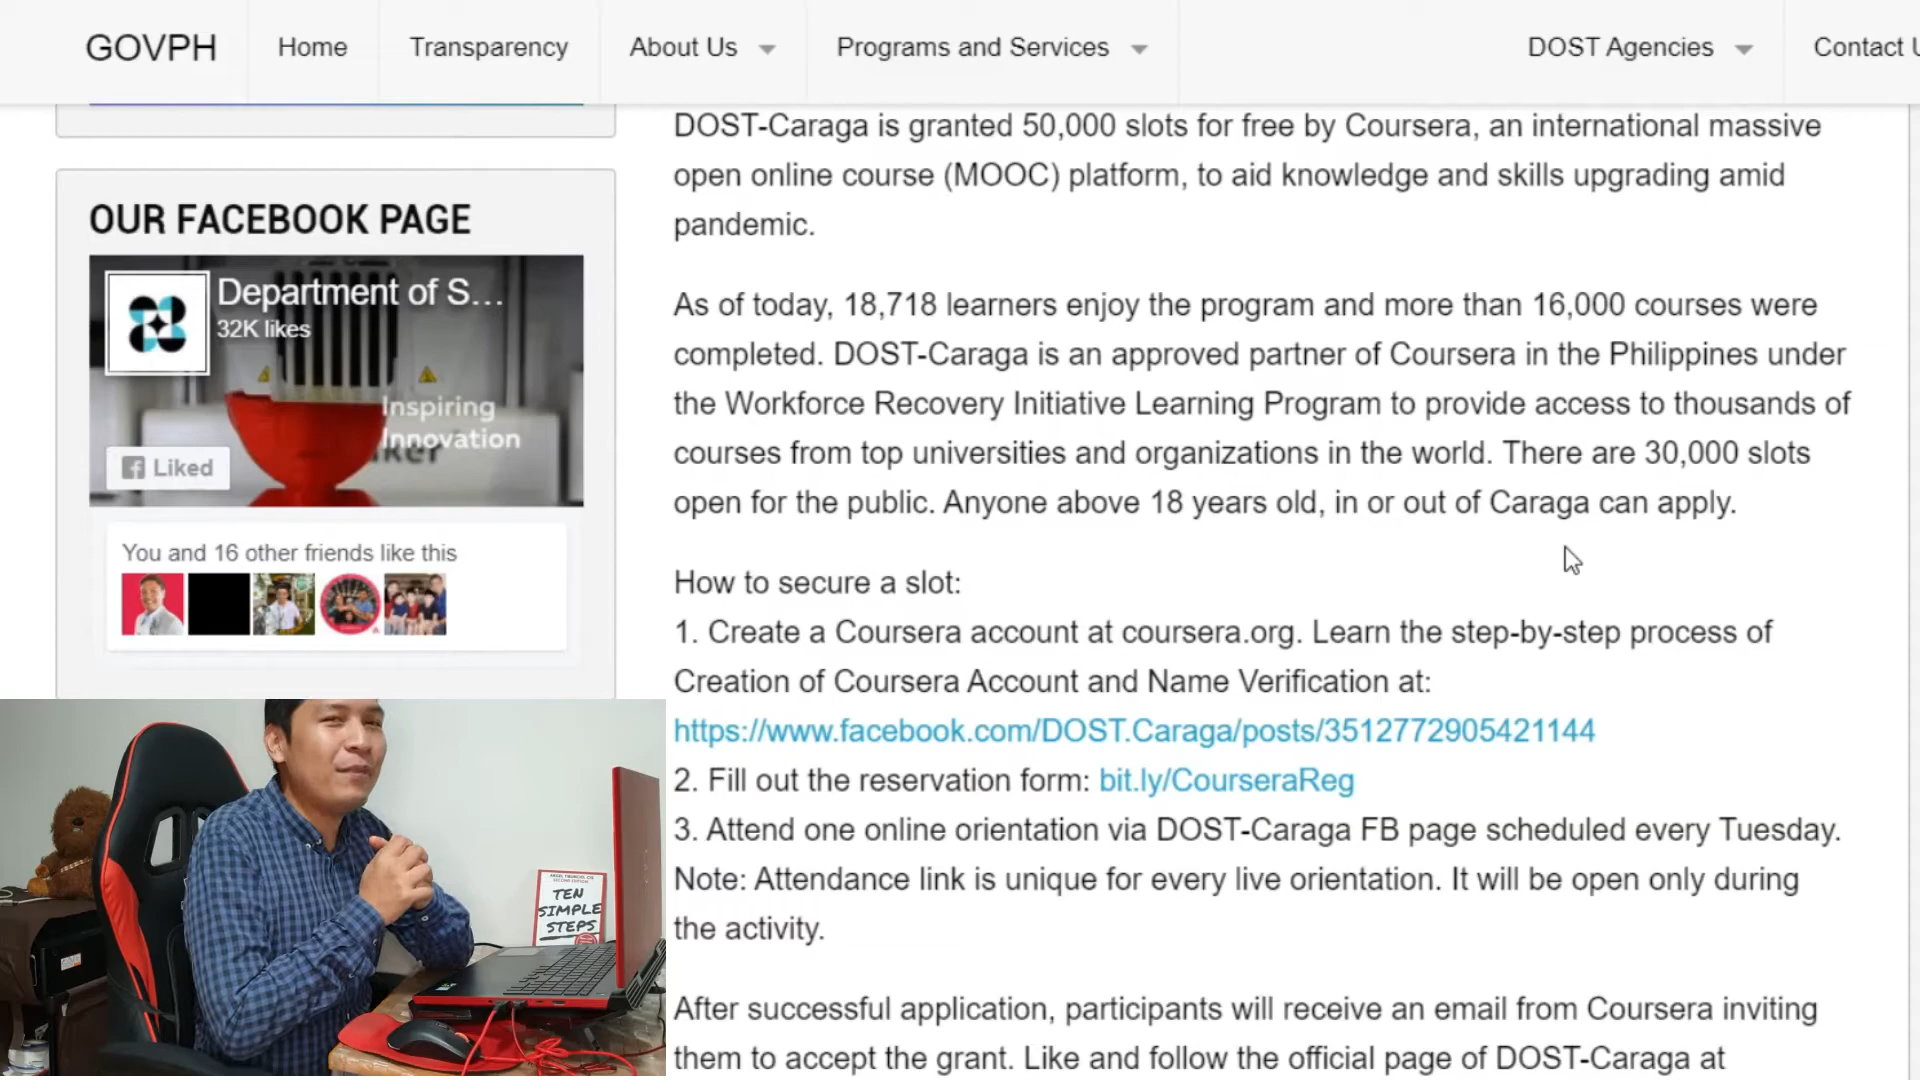 GOVPH
Home
Transparency
About Us
Programs and Services
DOST Agencies
Contact
OUR FACEBOOK PAGE
Department of S...
32K likes
Inspiring
Innovation
Liked
You and 16 other friends like this
DOST-Caraga is granted 50,000 slots for free by Coursera, an international massive
open online course (MOOC) platform, to aid knowledge and skills upgrading amid
pandemic.
As of today, 18,718 learners enjoy the program and more than 16,000 courses were
completed. DOST-Caraga is an approved partner of Coursera in the Philippines under
the Workforce Recovery Initiative Learning Program to provide access to thousands of
courses from top universities and organizations in the world. There are 30,000 slots
open for the public. Anyone above 18 years old, in or out of Caraga can apply.
How to secure a slot:
1. Create a Coursera account at coursera.org. Learn the step-by-step process of
Creation of Coursera Account and Name Verification at:
https://www.facebook.com/DOST.Caraga/posts/3512772905421144
2. Fill out the reservation form: bit.ly/CourseraReg
3. Attend one online orientation via DOST-Caraga FB page scheduled every Tuesday.
Note: Attendance link is unique for every live orientation. It will be open only during
the activity.
After successful application, participants will receive an email from Coursera inviting
them to accept the grant. Like and follow the official page of DOST-Caraga at
TEN
SIMPLE
STEPS